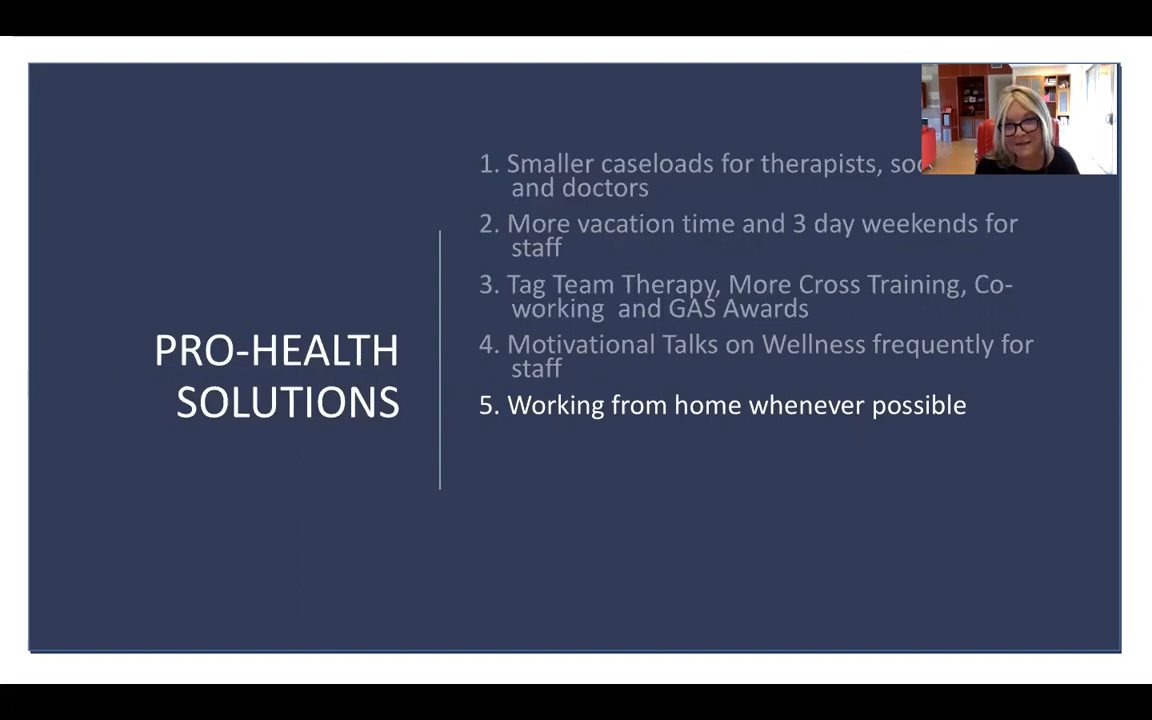 PRO-HEALTH
SOLUTIONS
1. Smaller caseloads for therapists,
and doctors
2. More vacation time and 3 day weekends for
staff
3. Tag Team Therapy, More Cross Training, Co-
working and GAS Awards
4. Motivational Talks on Wellness frequently for
staff
5. Working from home whenever possible